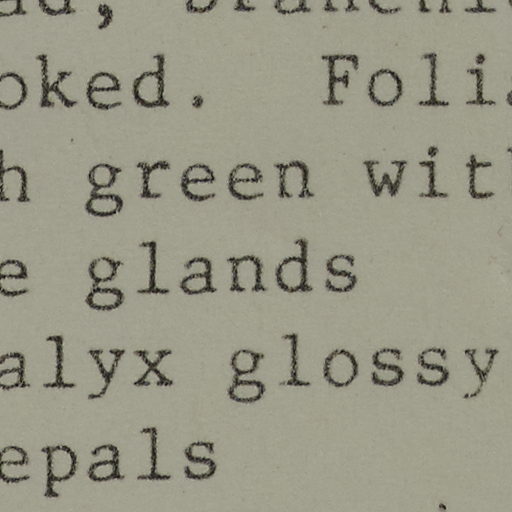 oked. Foli
h green wit
e glands
alyx glossy
epals